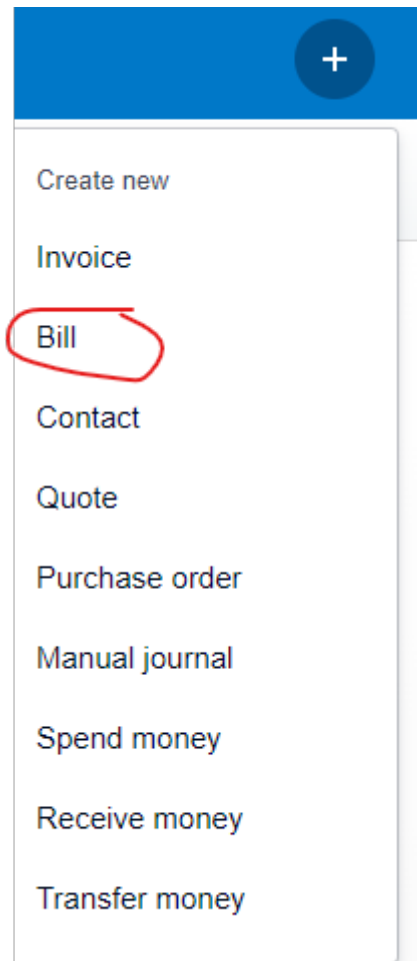 +
Create new
Invoice
Bill
Contact
Quote
Purchase order
Manual journal
Spend money
Receive money
Transfer money